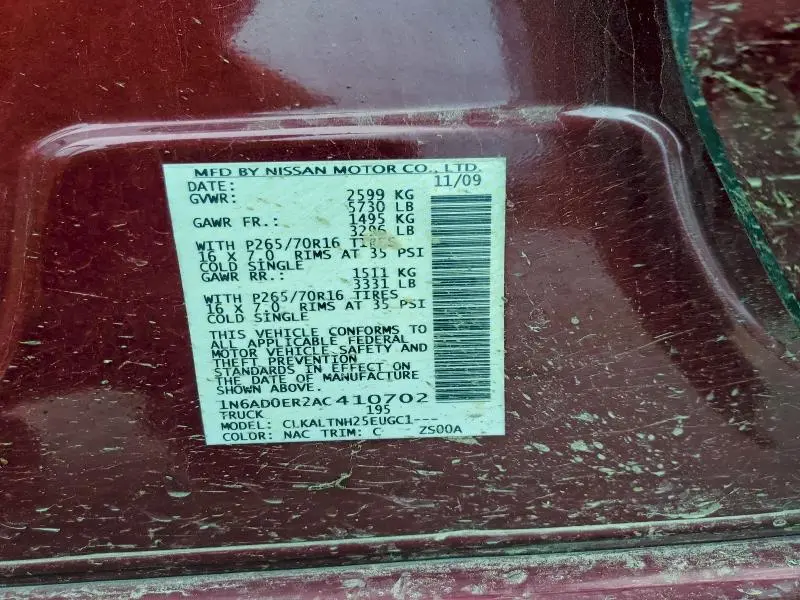 MFD BY NISSAN MOTOR CO., LTD.
DATE: 11/09
GVWR: 2599 KG
5730 LB
GAWR FR.: 1495 KG
3296 LB
WITH P265/70R16 TIRES
16 X 7.0 RIMS AT 35 PSI
COLD SINGLE
GAWR RR.: 1511 KG
3331 LB
WITH P265/70R16 TIRES
16 X 7.0 RIMS AT 35 PSI
COLD SINGLE
THIS VEHICLE CONFORMS TO
ALL APPLICABLE FEDERAL
MOTOR VEHICLE SAFETY AND
THEFT PREVENTION
STANDARDS IN EFFECT ON
THE DATE OF MANUFACTURE
SHOWN ABOVE.
1N6AD0ER2AC410702
TRUCK 195
MODEL: CLKALTNH25EUGC1---
COLOR: NAC TRIM: C ZS00A